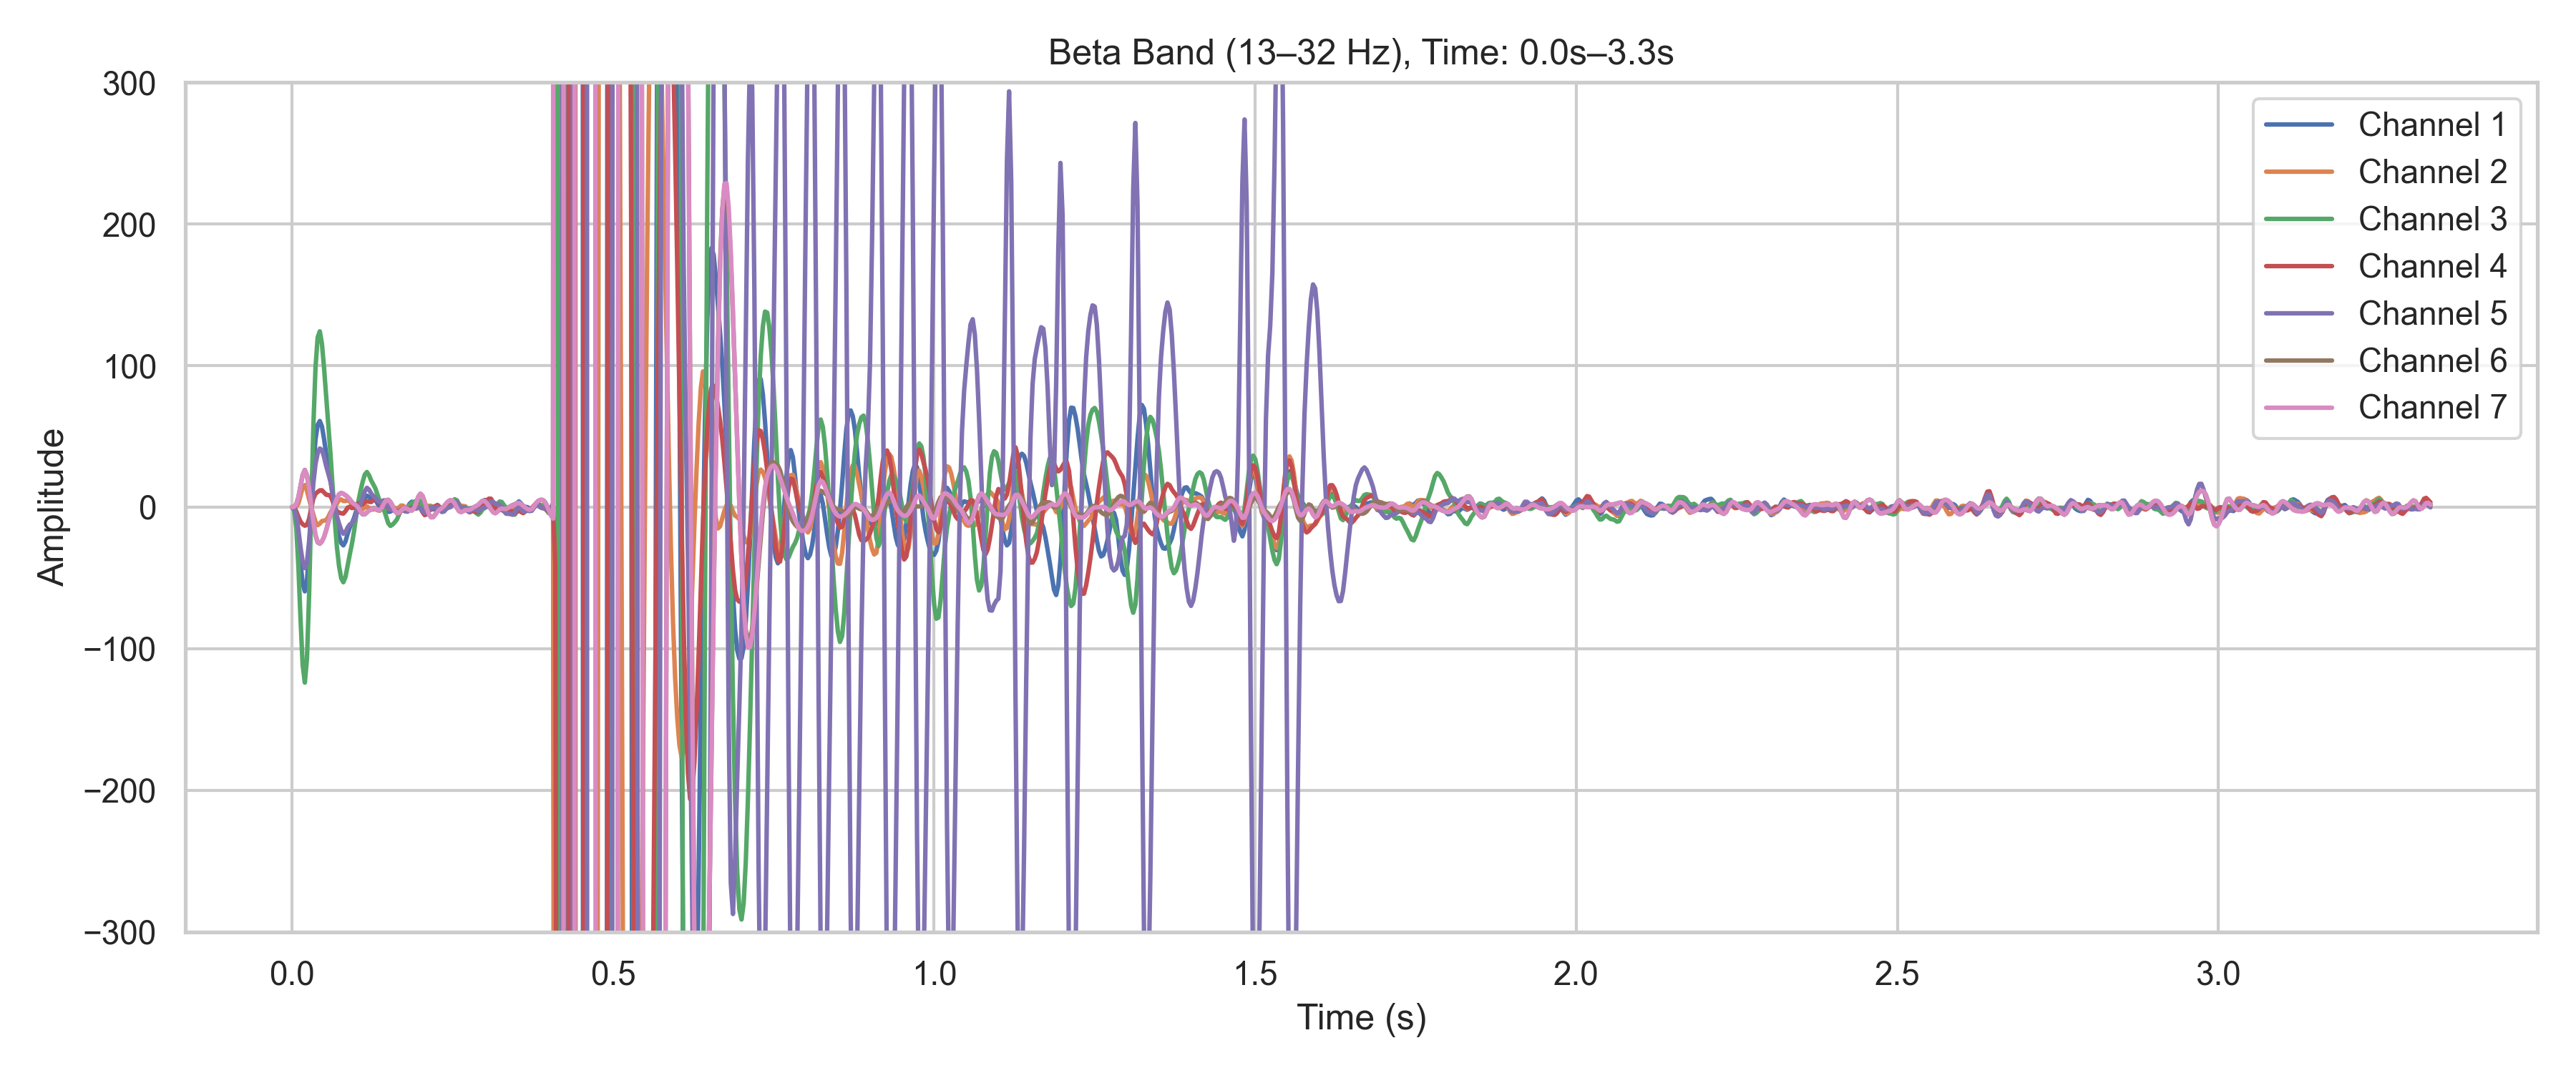 Beta Band (13–32 Hz), Time: 0.0s–3.3s
300
200
100
0
−100
−200
−300
Amplitude
0.0
0.5
1.0
1.5
2.0
2.5
3.0
Time (s)
Channel 1
Channel 2
Channel 3
Channel 4
Channel 5
Channel 6
Channel 7